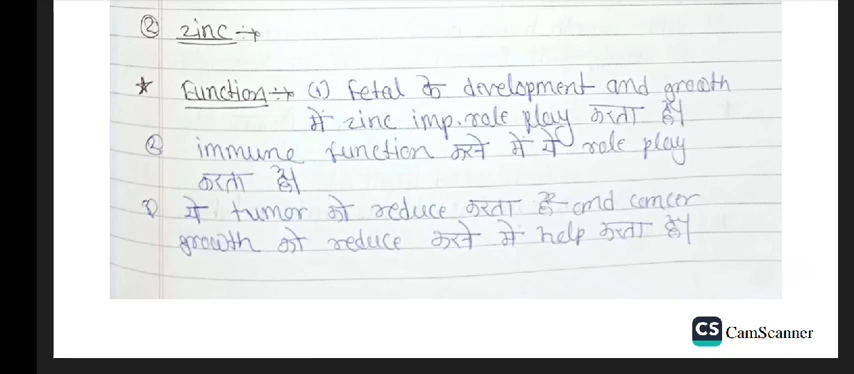 ② zinc →
* Function → (1) Fetal के development and growth
में zinc imp. role play करता है।
② immune function करने में ये role play
करता है।
3) ये tumor को reduce करता है and cancer
growth को reduce करने में help करता है।
CS CamScanner